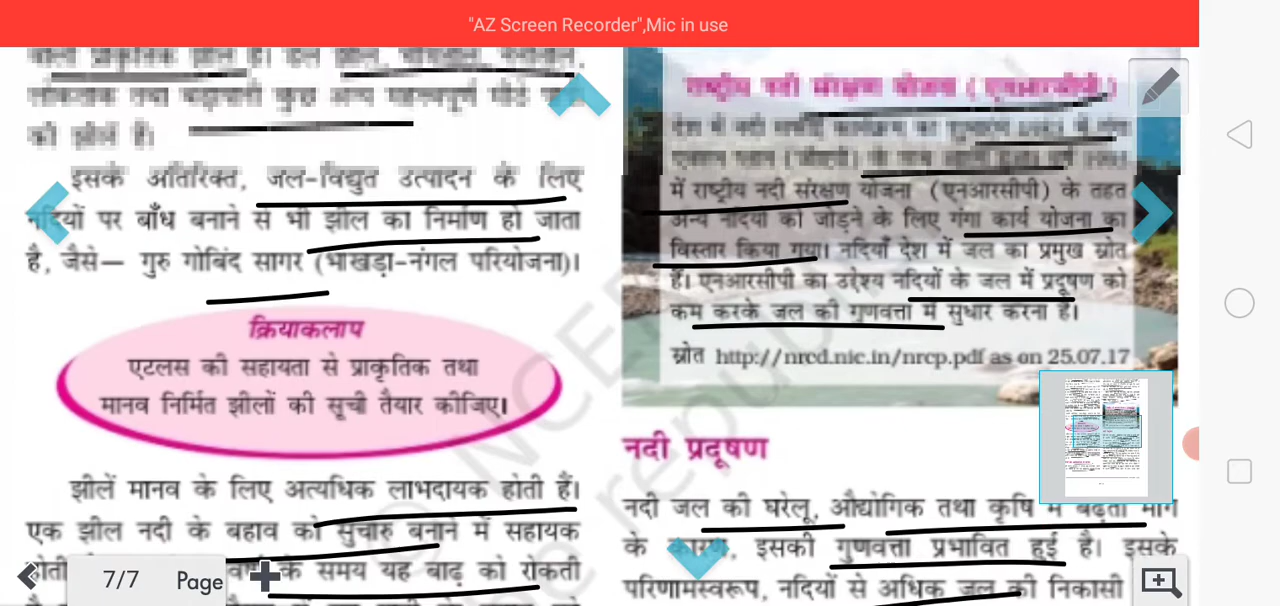 "AZ Screen Recorder",Mic in use
की झीलें हैं।
इसके अतिरिक्त, जल-विद्युत उत्पादन के लिए
नदियों पर बाँध बनाने से भी झील का निर्माण हो जाता
है, जैसे— गुरु गोबिंद सागर (भाखड़ा-नंगल परियोजना)।
क्रियाकलाप
एटलस की सहायता से प्राकृतिक तथा
मानव निर्मित झीलों की सूची तैयार कीजिए।
झीलें मानव के लिए अत्यधिक लाभदायक होती हैं।
एक झील नदी के बहाव को सुचारु बनाने में सहायक
के समय यह बाढ़ को रोकती
7/7 Page
राष्ट्रीय नदी संरक्षण योजना (एनआरसीपी)
में राष्ट्रीय नदी संरक्षण योजना (एनआरसीपी) के तहत
अन्य नदियों को जोड़ने के लिए गंगा कार्य योजना का
विस्तार किया गया। नदियाँ देश में जल का प्रमुख स्रोत
हैं। एनआरसीपी का उद्देश्य नदियों के जल में प्रदूषण को
कम करके जल की गुणवत्ता में सुधार करना है।
स्रोत http://nrcd.nic.in/nrcp.pdf as on 25.07.17
नदी प्रदूषण
नदी जल की घरेलू, औद्योगिक तथा कृषि में बढ़ती माँग
के कारण, इसकी गुणवत्ता प्रभावित हुई है। इसके
परिणामस्वरूप, नदियों से अधिक जल की निकासी